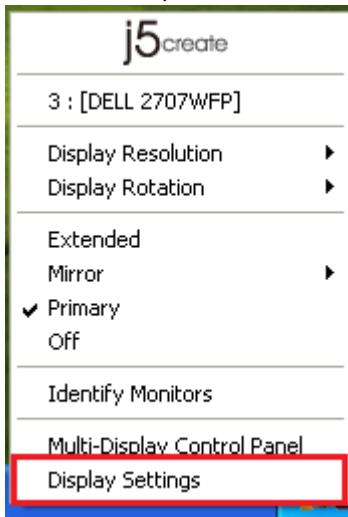 j5create
3 : [DELL 2707WFP]
Display Resolution
Display Rotation
Extended
Mirror
Primary
Off
Identify Monitors
Multi-Display Control Panel
Display Settings